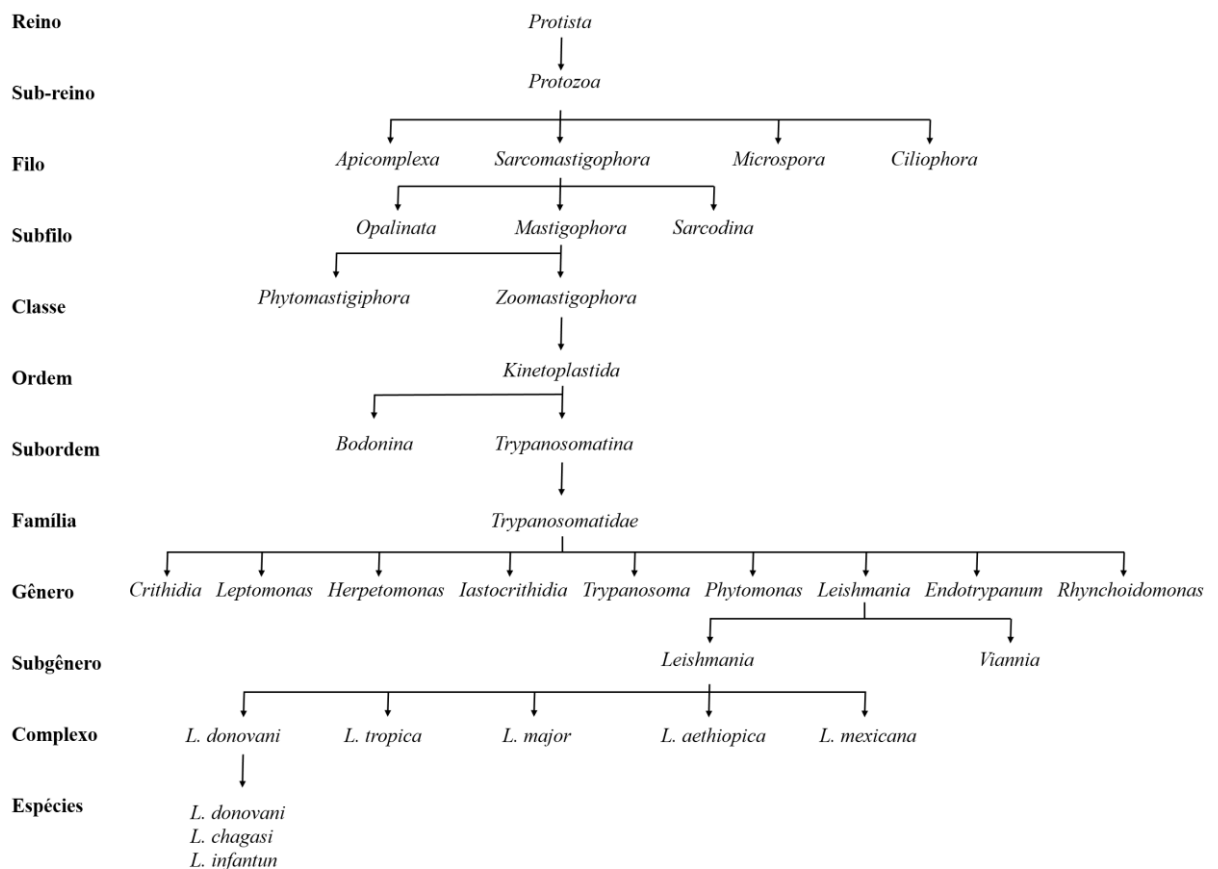 Reino Protista
Protozoa
Sub-reino
Filo Apicomplexa Sarcomastigophora Microspora Ciliophora
Subfilo Opalinata Mastigophora Sarcodina
Classe Phytomastigiphora Zoomastigophora
Ordem Kinetoplastida
Subordem Bodonina Trypanosomatina
Família Trypanosomatidae
Gênero Crithidia Leptomonas Herpetomonas Iastocrithidia Trypanosoma Phytomonas Leishmania Endotrypanum Rhynchoidomonas
Subgênero Leishmania Viannia
Complexo L. donovani L. tropica L. major L. aethiopica L. mexicana
Espécies L. donovani
L. chagasi
L. infantun